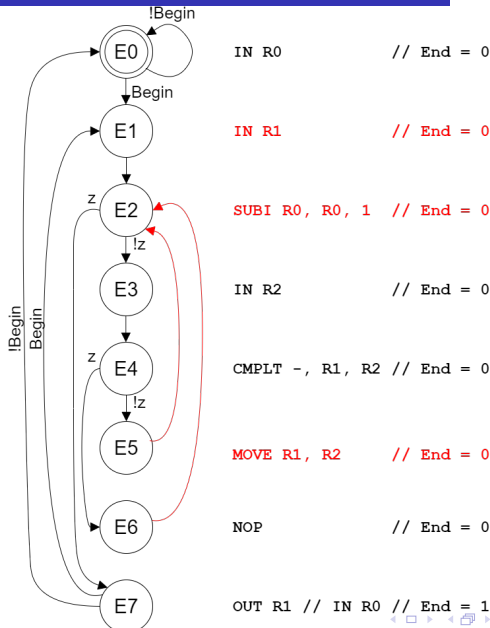 !Begin
E0 IN R0 // End = 0
Begin
E1 IN R1 // End = 0
z E2 SUBI R0, R0, 1 // End = 0
!z
E3 IN R2 // End = 0
!Begin
Begin
z E4 CMPLT -, R1, R2 // End = 0
!z
E5 MOVE R1, R2 // End = 0
E6 NOP // End = 0
E7 OUT R1 // IN R0 // End = 1